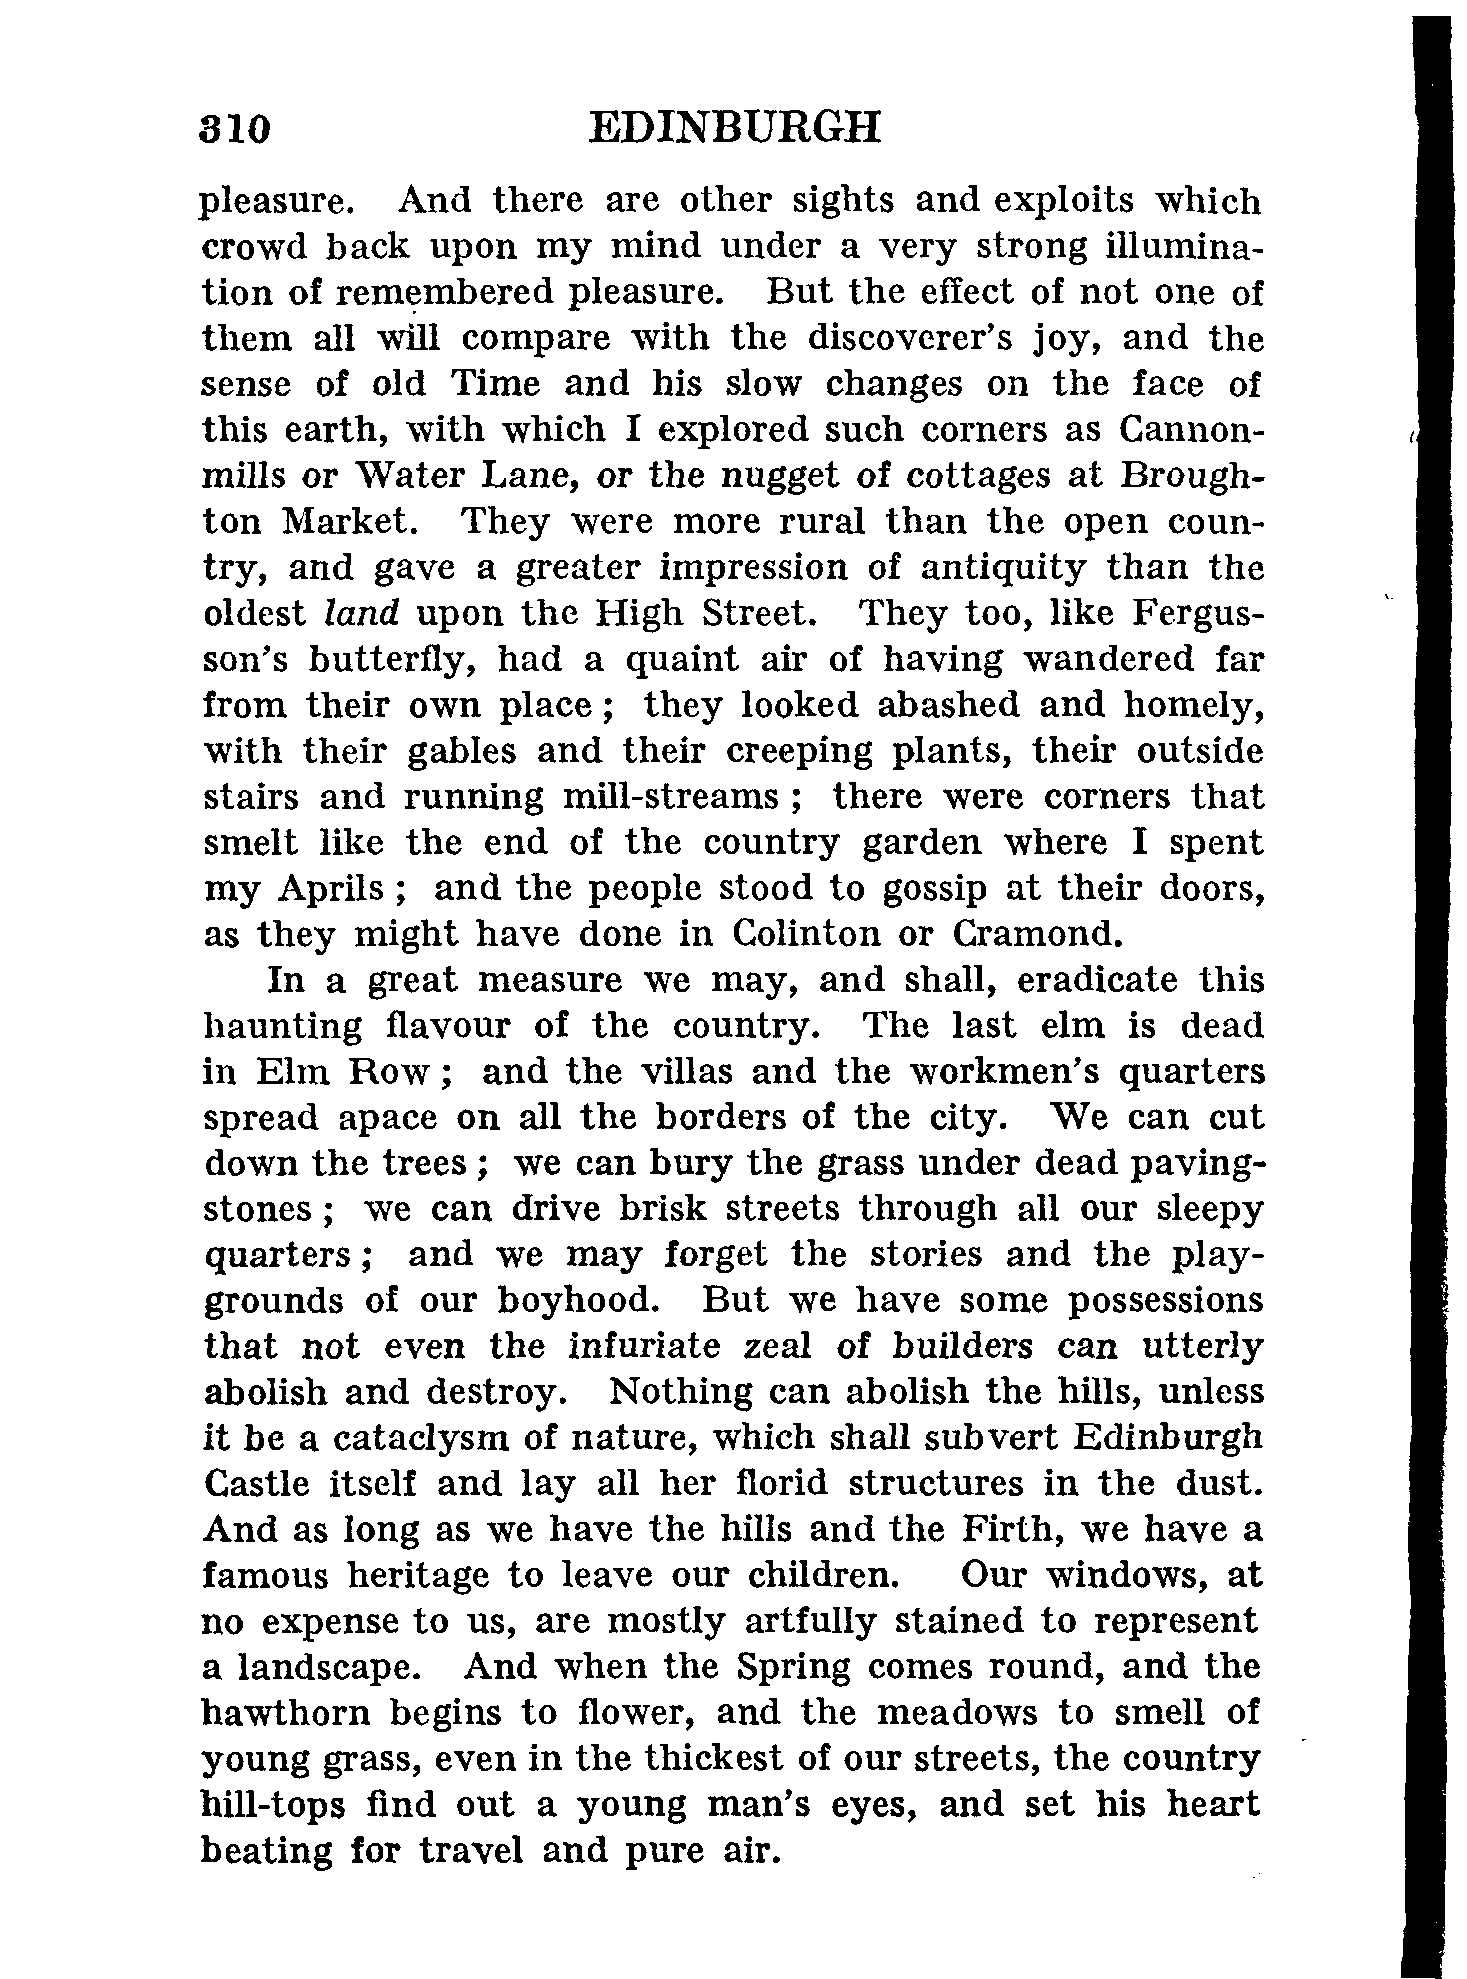 310 EDINBURGH
pleasure. And there are other sights and exploits which
crowd back upon my mind under a very strong illumina-
tion of remembered pleasure. But the effect of not one of
them all will compare with the discoverer's joy, and the
sense of old Time and his slow changes on the face of
this earth, with which I explored such corners as Cannon-
mills or Water Lane, or the nugget of cottages at Brough-
ton Market. They were more rural than the open coun-
try, and gave a greater impression of antiquity than the
oldest land upon the High Street. They too, like Fergus-
son's butterfly, had a quaint air of having wandered far
from their own place ; they looked abashed and homely,
with their gables and their creeping plants, their outside
stairs and running mill-streams ; there were corners that
smelt like the end of the country garden where I spent
my Aprils ; and the people stood to gossip at their doors,
as they might have done in Colinton or Cramond.
In a great measure we may, and shall, eradicate this
haunting flavour of the country. The last elm is dead
in Elm Row ; and the villas and the workmen's quarters
spread apace on all the borders of the city. We can cut
down the trees ; we can bury the grass under dead paving-
stones ; we can drive brisk streets through all our sleepy
quarters ; and we may forget the stories and the play-
grounds of our boyhood. But we have some possessions
that not even the infuriate zeal of builders can utterly
abolish and destroy. Nothing can abolish the hills, unless
it be a cataclysm of nature, which shall subvert Edinburgh
Castle itself and lay all her florid structures in the dust.
And as long as we have the hills and the Firth, we have a
famous heritage to leave our children. Our windows, at
no expense to us, are mostly artfully stained to represent
a landscape. And when the Spring comes round, and the
hawthorn begins to flower, and the meadows to smell of
young grass, even in the thickest of our streets, the country
hill-tops find out a young man's eyes, and set his heart
beating for travel and pure air.